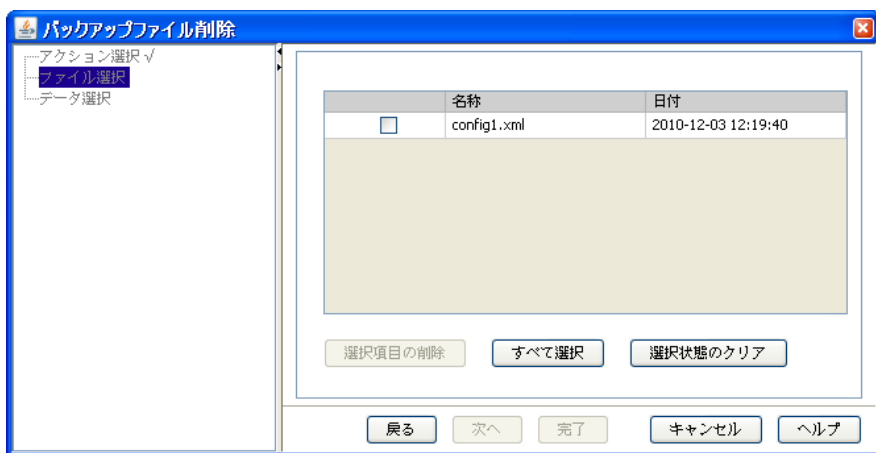 バックアップファイル削除
アクション選択 √
ファイル選択
データ選択
名称 日付
config1.xml 2010-12-03 12:19:40
選択項目の削除 すべて選択 選択状態のクリア
戻る 次へ 完了 キャンセル ヘルプ